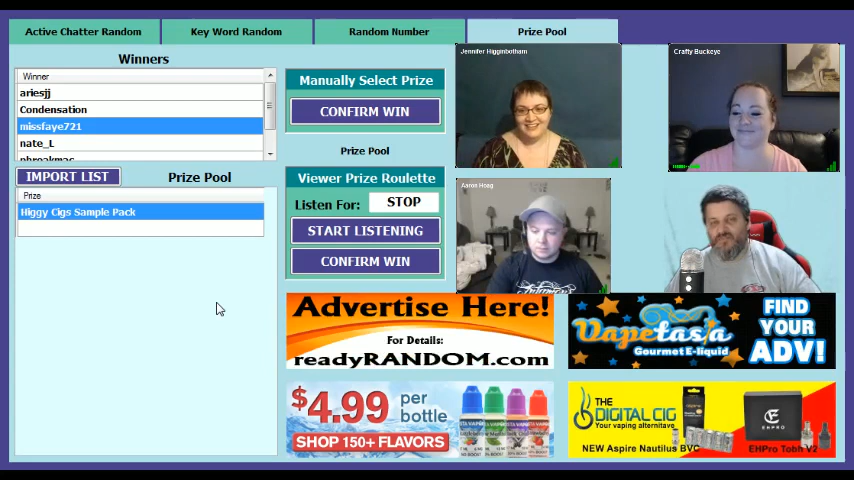 Active Chatter Random
Key Word Random
Random Number
Prize Pool
Winners
Winner
ariesjj
Condensation
missfaye721
nate_L
IMPORT LIST
Prize Pool
Prize
Higgy Cigs Sample Pack
Manually Select Prize
CONFIRM WIN
Prize Pool
Viewer Prize Roulette
Listen For:
STOP
START LISTENING
CONFIRM WIN
Jennifer Higginbotham
Crafty Buckeye
Aaron Hoag
Advertise Here!
For Details:
readyRANDOM.com
Vapetasia
Gourmet E-liquid
FIND
YOUR
ADV!
$4.99 per
bottle
SHOP 150+ FLAVORS
THE
DIGITAL CIG
Your vaping alternitave
NEW Aspire Nautilus BVC
EHPRO
EHPro Tobh V2